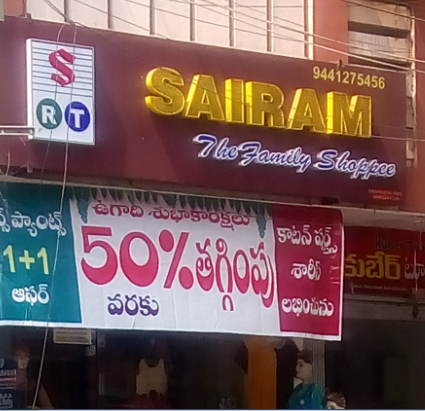 S
R T
9441275456
SAIRAM
The Family Shoppee
ఉగాది శుభాకాంక్షలు
ప్యాంట్స్
1+1
ఆఫర్
50% తగ్గింపు
వరకు
కాటన్ షర్ట్స్
శారీస్
లభించును
కుబేర్